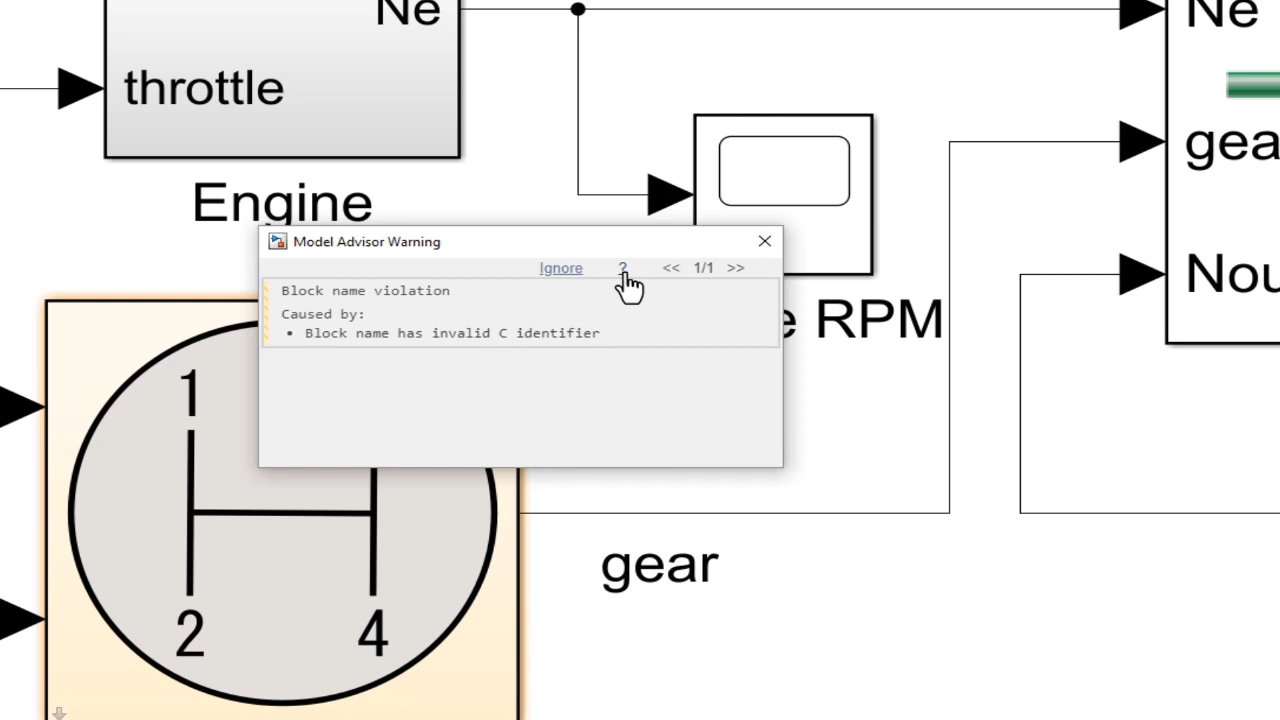 Ne
Ne
throttle
gea
Engine
Model Advisor Warning
Ignore ? << 1/1 >>
Block name violation
Caused by:
• Block name has invalid C identifier
Nou
e RPM
1
gear
2 4